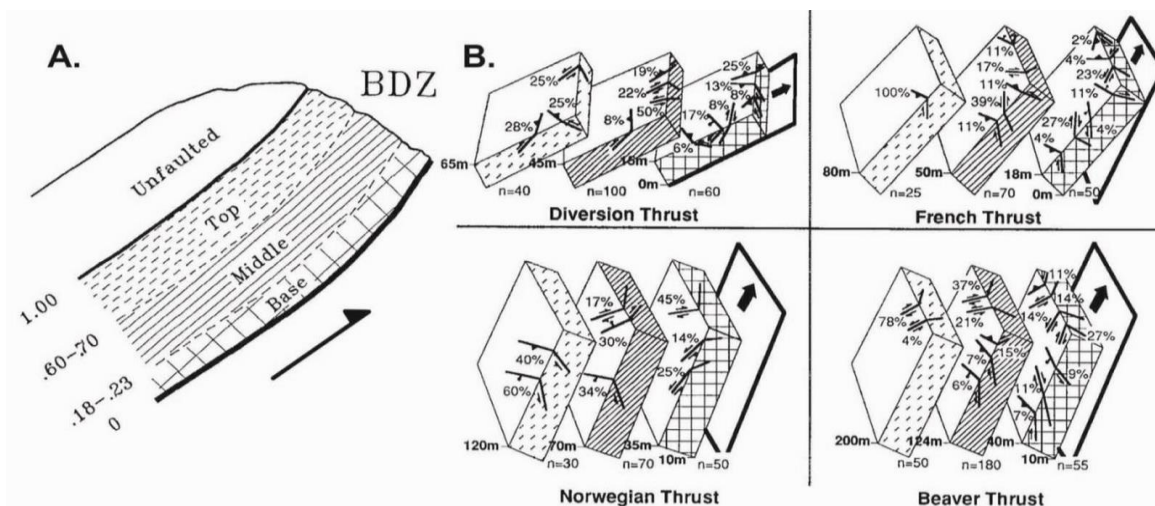 A.
BDZ
Unfaulted
Top
Middle
Base
1.00
.60-.70
.18-.23
0
B.
25%
25%
28%
65m
n=40
19%
22%
50%
8%
45m
n=100
25%
13%
8%
8%
17%
6%
15m
0m
n=60
Diversion Thrust
100%
80m
n=25
11%
17%
11%
39%
11%
50m
n=70
2%
4%
23%
11%
27%
4%
4%
18m
0m
n=50
French Thrust
40%
60%
120m
n=30
17%
30%
34%
70m
n=70
45%
14%
25%
35m
10m
n=50
Norwegian Thrust
78%
4%
200m
n=50
37%
21%
15%
7%
6%
124m
n=180
11%
14%
14%
27%
9%
11%
7%
40m
10m
n=55
Beaver Thrust